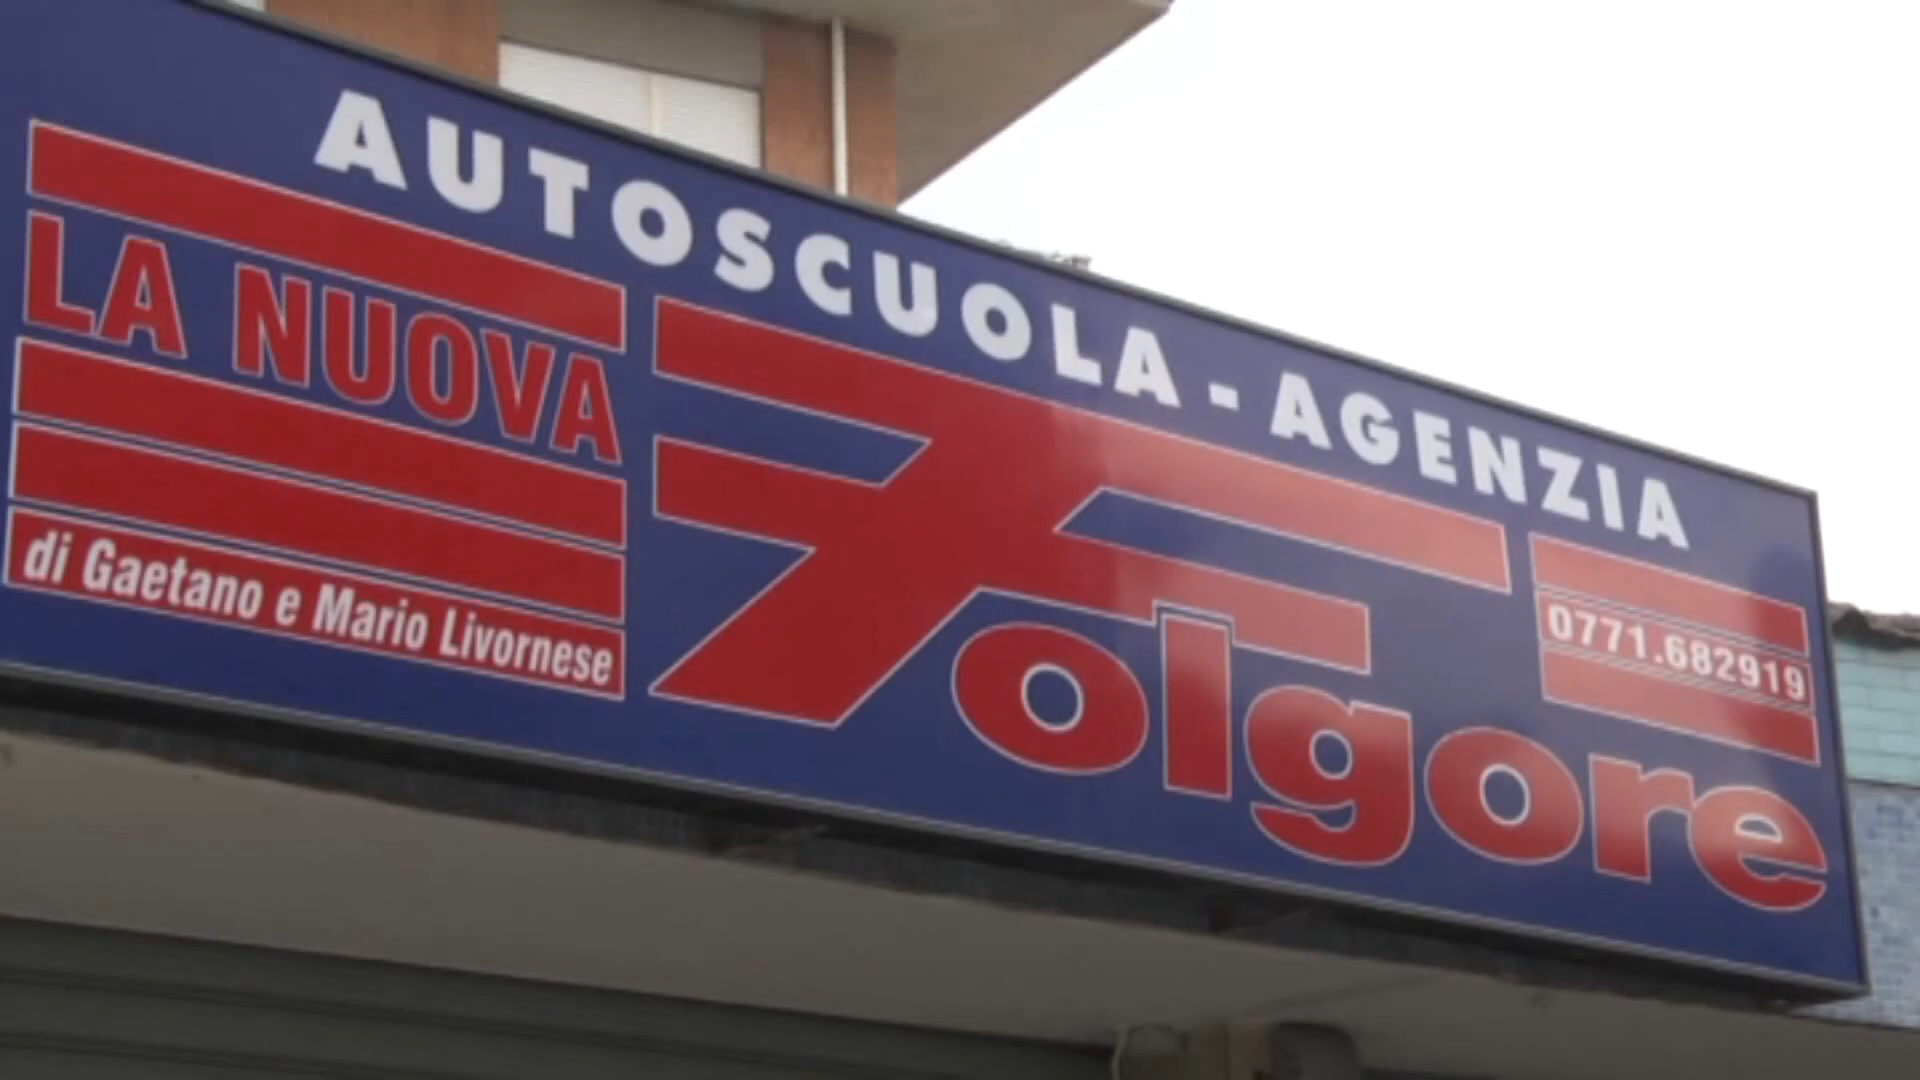 AUTOSCUOLA - AGENZIA
LA NUOVA
Folgore
di Gaetano e Mario Livornese
0771.682919